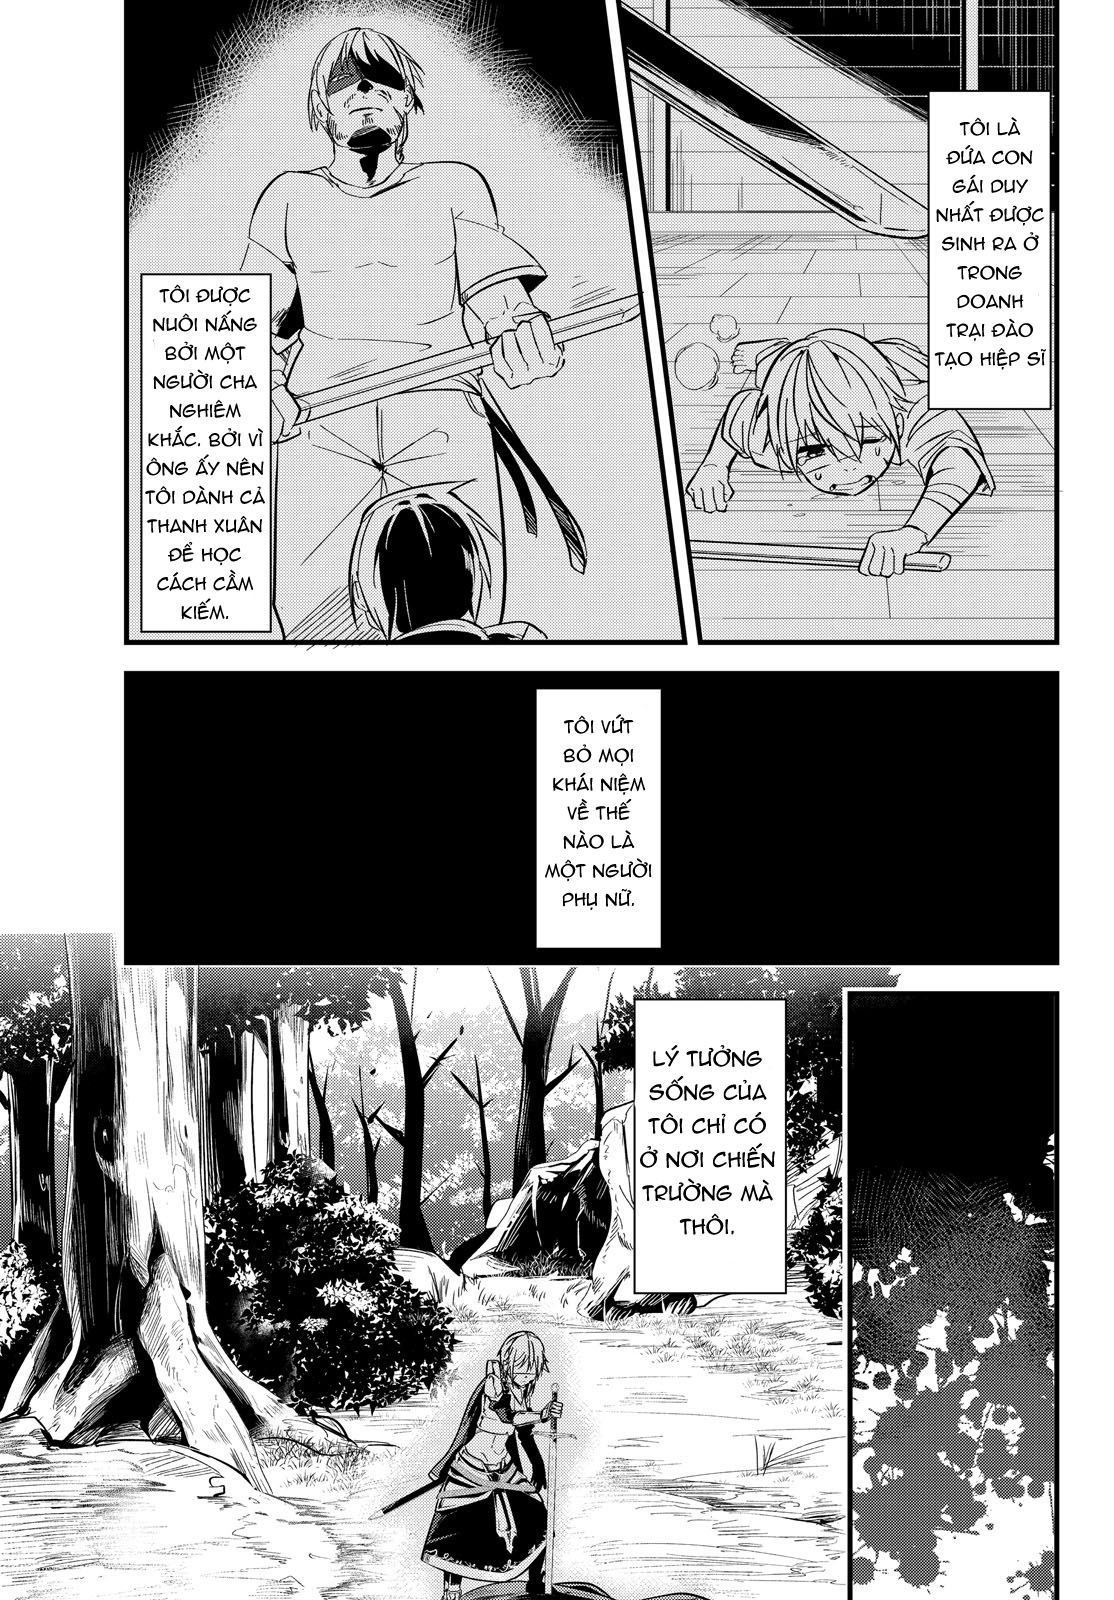 TÔI LÀ
ĐỨA CON
GÁI DUY
NHẤT ĐƯỢC
SINH RA Ở
TRONG
DOANH
TRẠI ĐÀO
TẠO HIỆP SĨ
TÔI ĐƯỢC
NUÔI NẤNG
BỞI MỘT
NGƯỜI CHA
NGHIÊM
KHẮC. BỞI VÌ
ÔNG ẤY NÊN
TÔI DÀNH CẢ
THANH XUÂN
ĐỂ HỌC
CÁCH CẦM
KIẾM.
TÔI VỨT
BỎ MỌI
KHÁI NIỆM
VỀ THẾ
NÀO LÀ
MỘT NGƯỜI
PHỤ NỮ.
LÝ TƯỞNG
SỐNG CỦA
TÔI CHỈ CÓ
Ở NƠI CHIẾN
TRƯỜNG MÀ
THÔI.